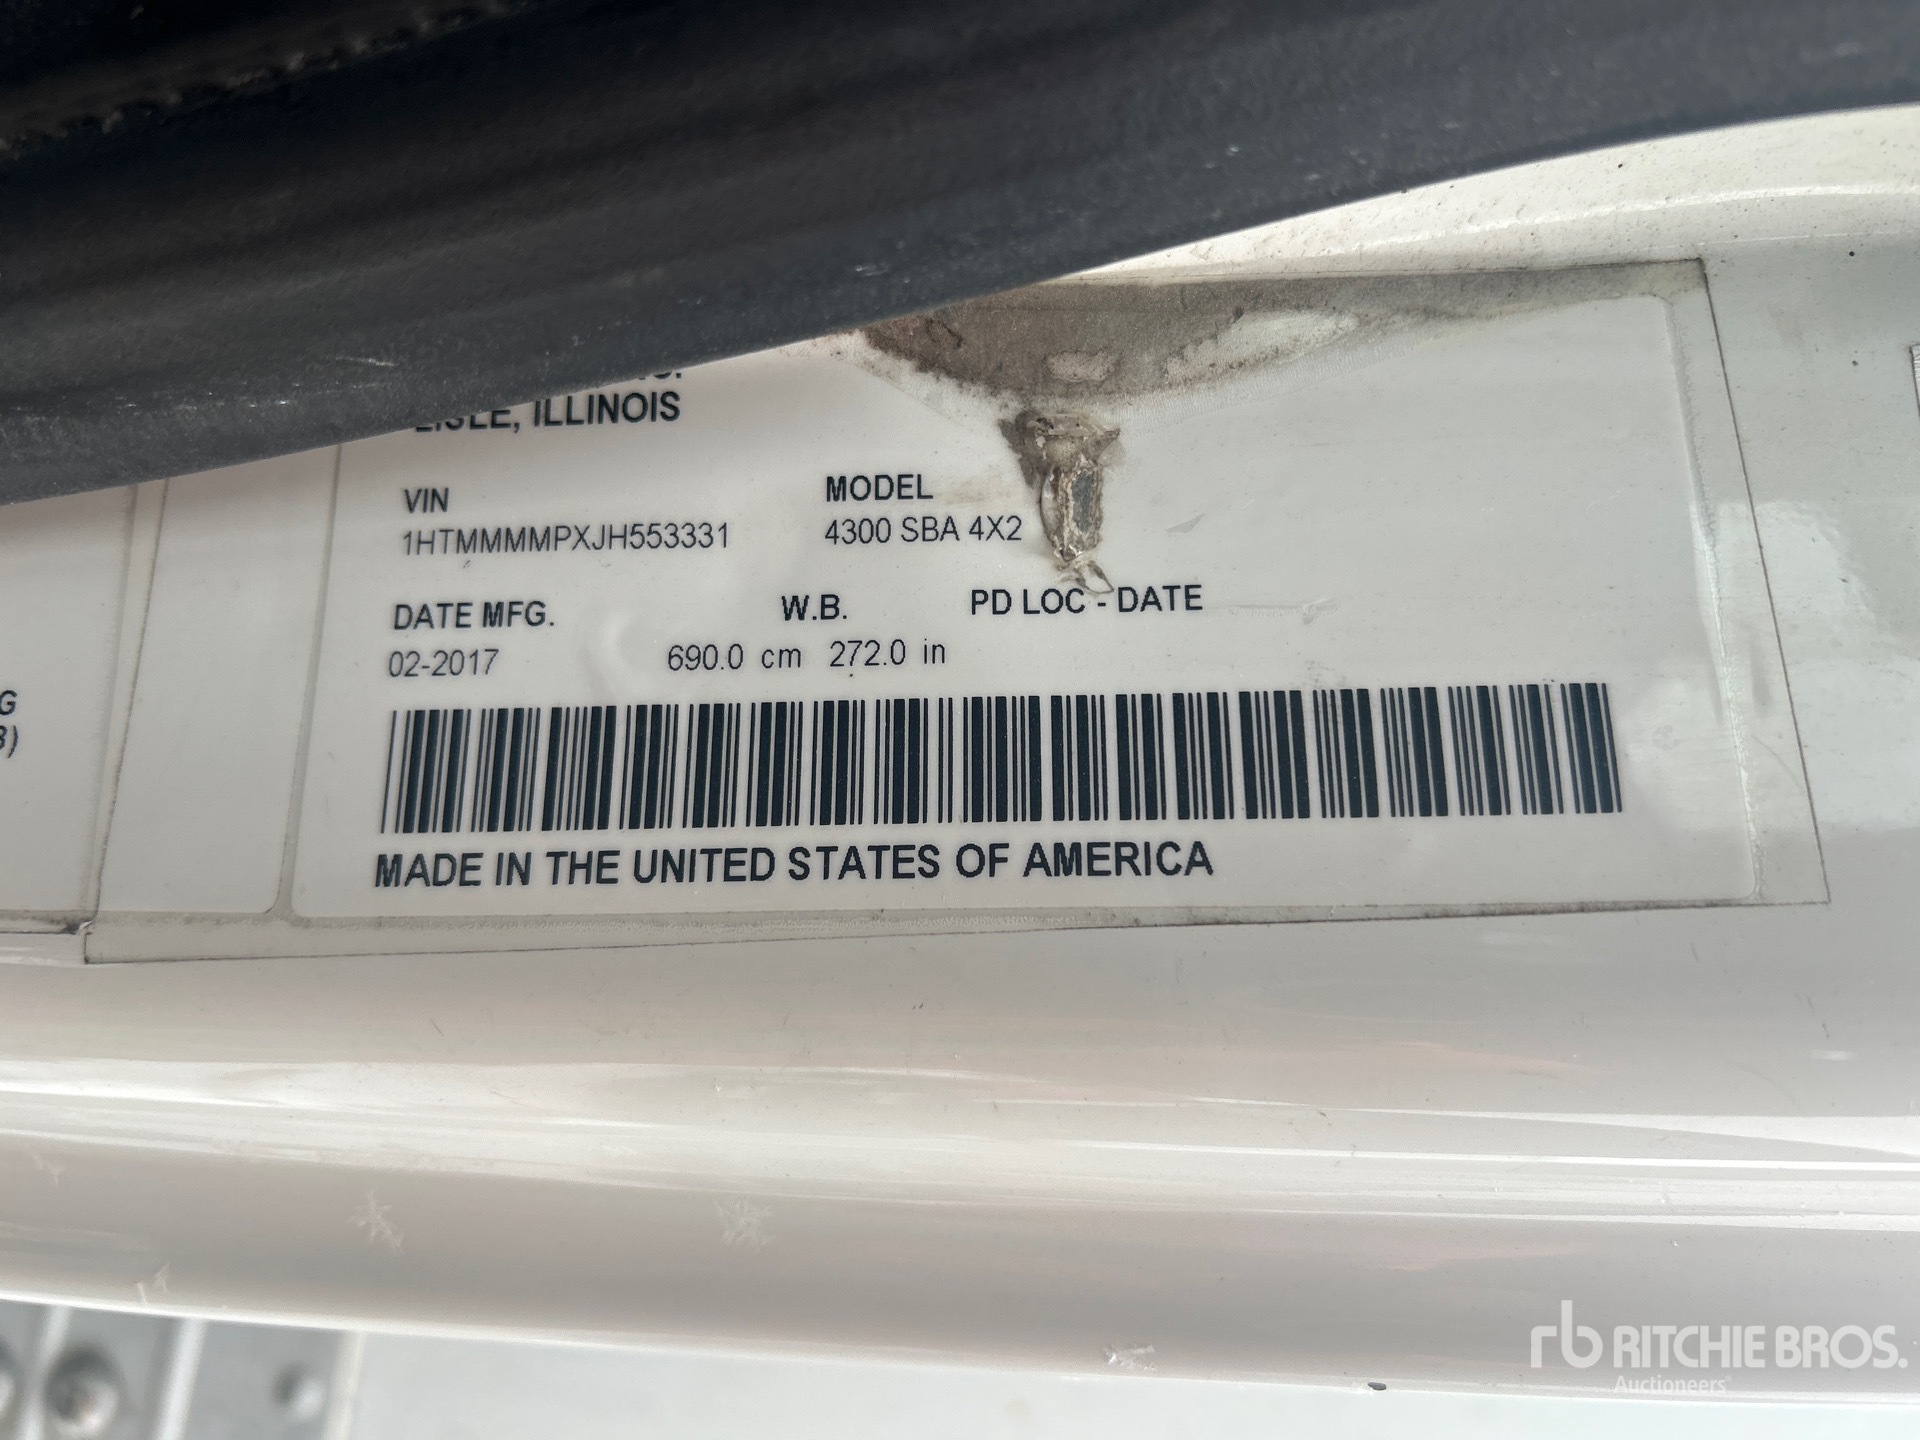 LISLE, ILLINOIS
VIN
1HTMMMMPXJH553331
MODEL
4300 SBA 4X2
DATE MFG.
02-2017
W.B.
690.0 cm 272.0 in
PD LOC - DATE
MADE IN THE UNITED STATES OF AMERICA
G
B)
rb RITCHIE BROS.
Auctioneers